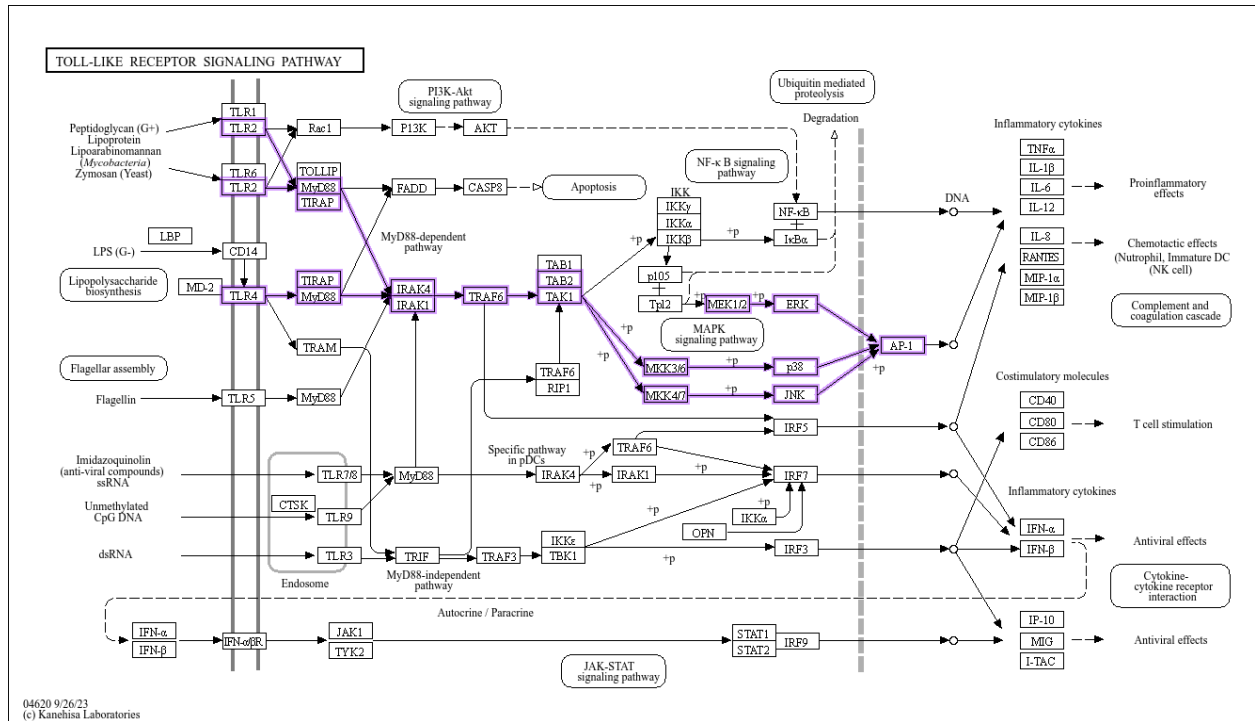 TOLL-LIKE RECEPTOR SIGNALING PATHWAY
PI3K-Akt
signaling pathway
Ubiquitin mediated
proteolysis
Degradation
Inflammatory cytokines
TLR1
TLR2
Rac1
P13K
AKT
Peptidoglycan (G+)
Lipoprotein
Lipoarabinomannan
(Mycobacteria)
Zymosan (Yeast)
TLR6
TLR2
TOLLIP
MyD88
TIRAP
FADD
CASP8
Apoptosis
NF-κ B signaling
pathway
IKK
IKKγ
IKKα
IKKβ
NF-κB
IκBα
DNA
TNFα
IL-1β
IL-6
IL-12
Proinflammatory
effects
+p
+p
MyD88-dependent
pathway
LBP
LPS (G-)
CD14
IL-8
RANTES
MIP-1α
MIP-1β
Chemotactic effects
(Nutrophil, Immature DC
(NK cell)
Lipopolysaccharide
biosynthesis
MD-2
TLR4
TIRAP
MyD88
IRAK4
IRAK1
TRAF6
TAB1
TAB2
TAK1
p105
Tpl2
+p
MEK1/2
+p
ERK
Complement and
coagulation cascade
MAPK
signaling pathway
TRAM
+p
+p
AP-1
+p
Flagellar assembly
TRAF6
RIP1
MKK3/6
+p
p38
MKK4/7
+p
JNK
Costimulatory molecules
Flagellin
TLR5
MyD88
CD40
CD80
CD86
T cell stimulation
IRF5
Specific pathway
in pDCs
TRAF6
+p
Imidazoquinolin
(anti-viral compounds)
ssRNA
TLR7/8
MyD88
IRAK4
+p
IRAK1
+p
IRF7
Unmethylated
CpG DNA
CTSK
TLR9
Inflammatory cytokines
+p
IKKα
+p
OPN
IFN-α
IFN-β
Antiviral effects
dsRNA
TLR3
TRIF
TRAF3
IKKε
TBK1
+p
IRF3
Endosome
MyD88-independent
pathway
Cytokine-
cytokine receptor
interaction
Autocrine / Paracrine
IFN-α
IFN-β
IFN-α/βR
JAK1
TYK2
STAT1
STAT2
IRF9
IP-10
MIG
I-TAC
Antiviral effects
JAK-STAT
signaling pathway
04620 9/26/23
(c) Kanehisa Laboratories